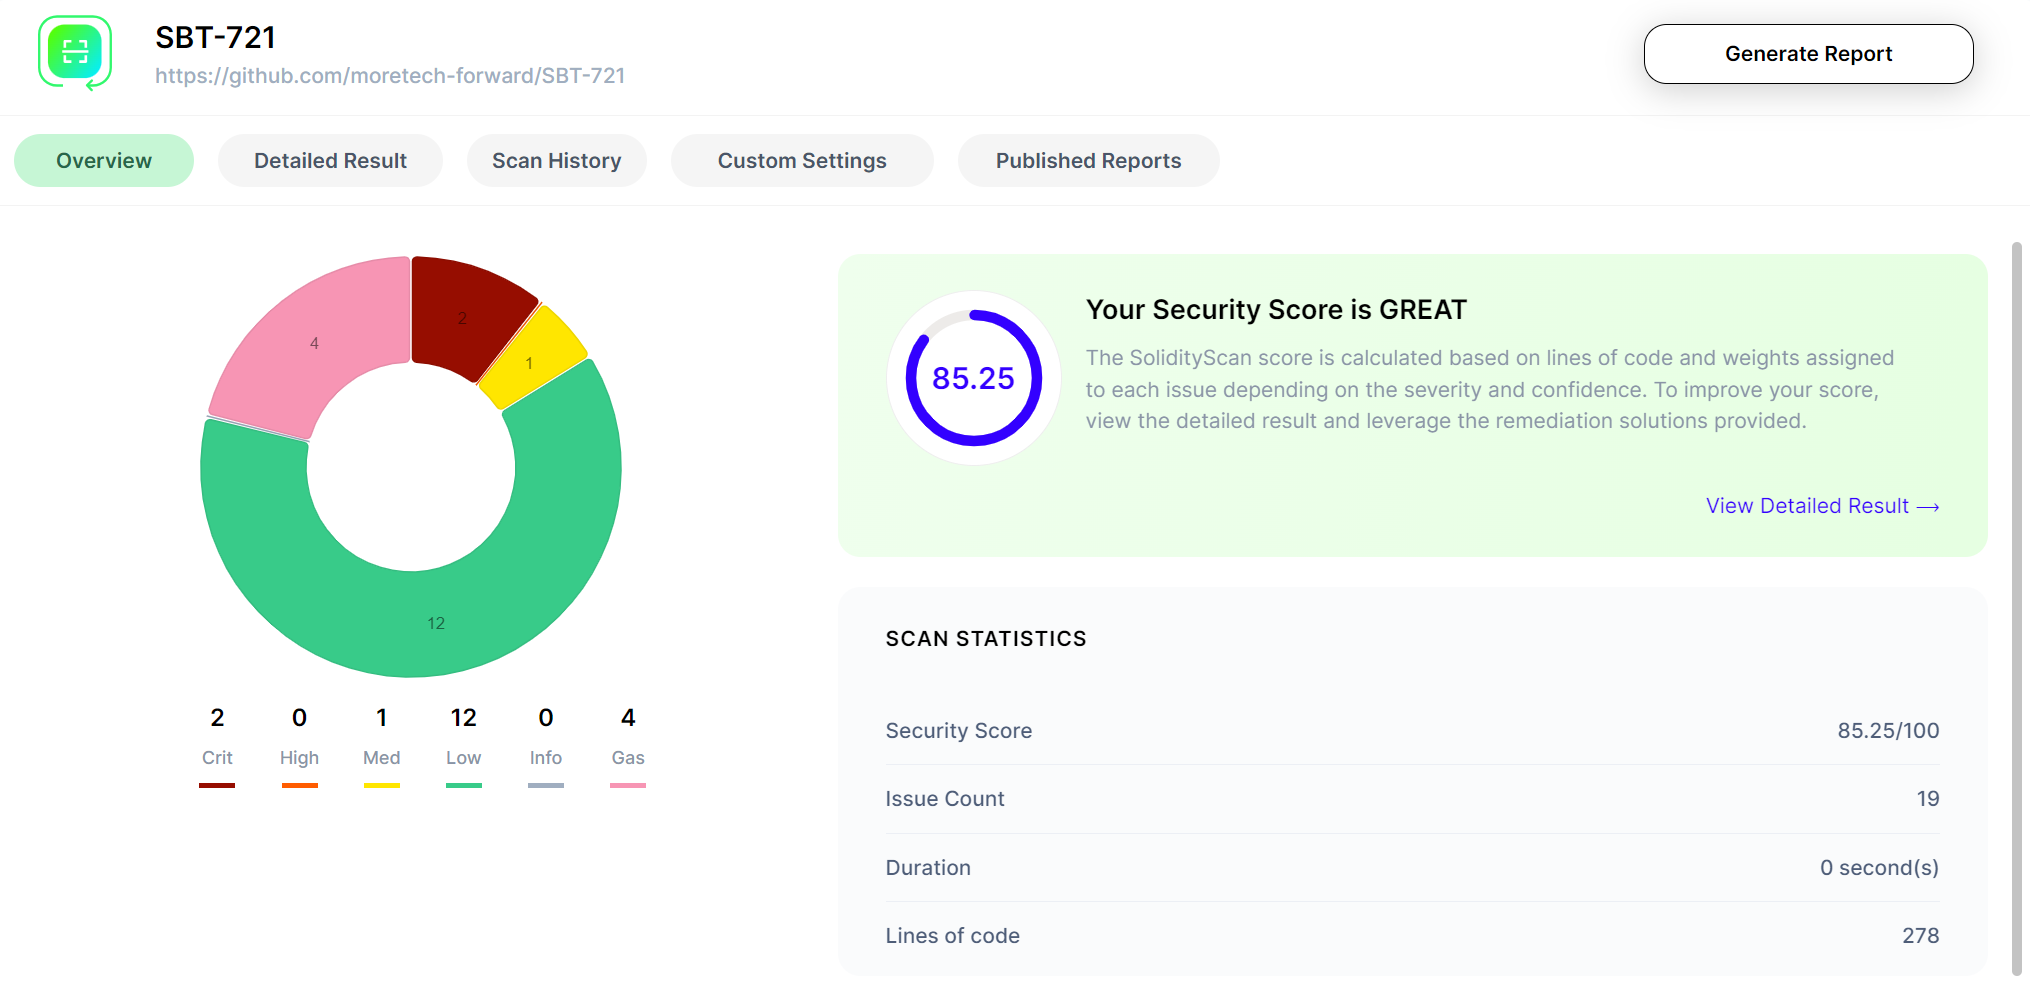 SBT-721
https://github.com/moretech-forward/SBT-721
Generate Report
Overview
Detailed Result
Scan History
Custom Settings
Published Reports
2
1
4
12
2 0 1 12 0 4
Crit High Med Low Info Gas
85.25
Your Security Score is GREAT
The SolidityScan score is calculated based on lines of code and weights assigned
to each issue depending on the severity and confidence. To improve your score,
view the detailed result and leverage the remediation solutions provided.
View Detailed Result →
SCAN STATISTICS
Security Score 85.25/100
Issue Count 19
Duration 0 second(s)
Lines of code 278